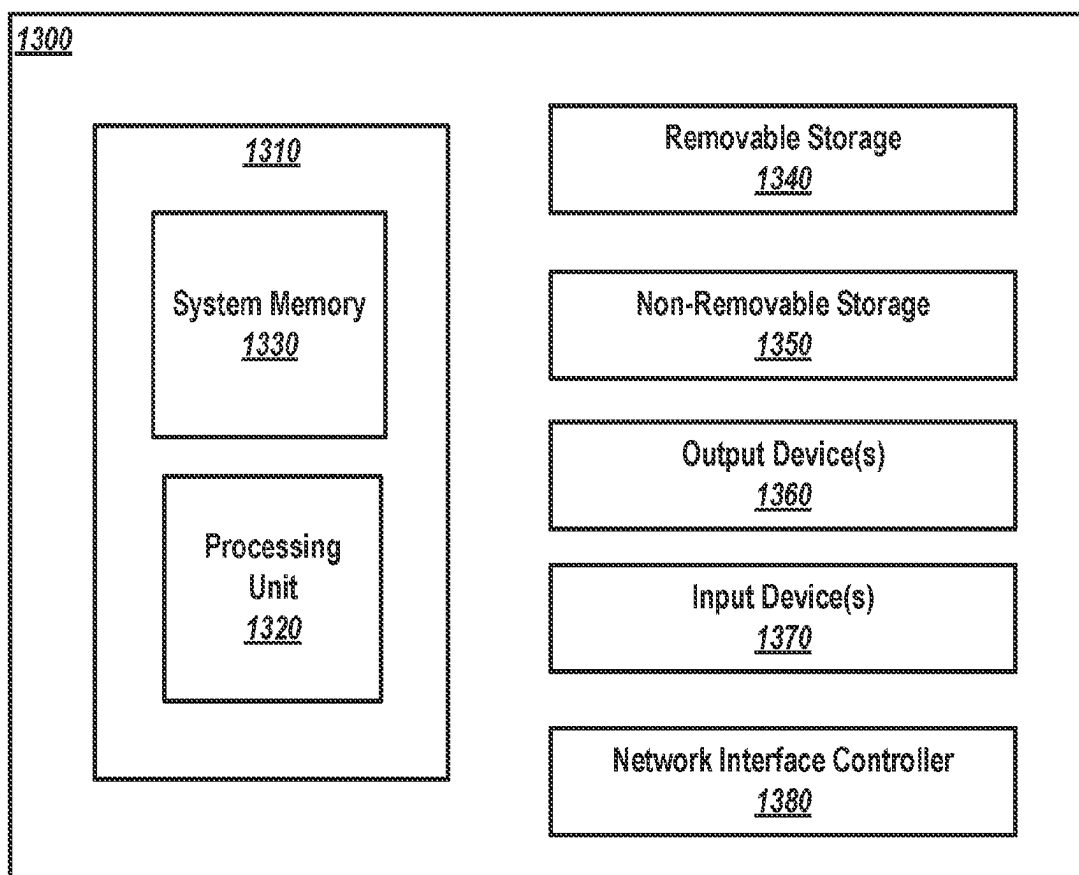 1300
1310
System Memory
1330
Processing
Unit
1320
Removable Storage
1340
Non-Removable Storage
1350
Output Device(s)
1360
Input Device(s)
1370
Network Interface Controller
1380